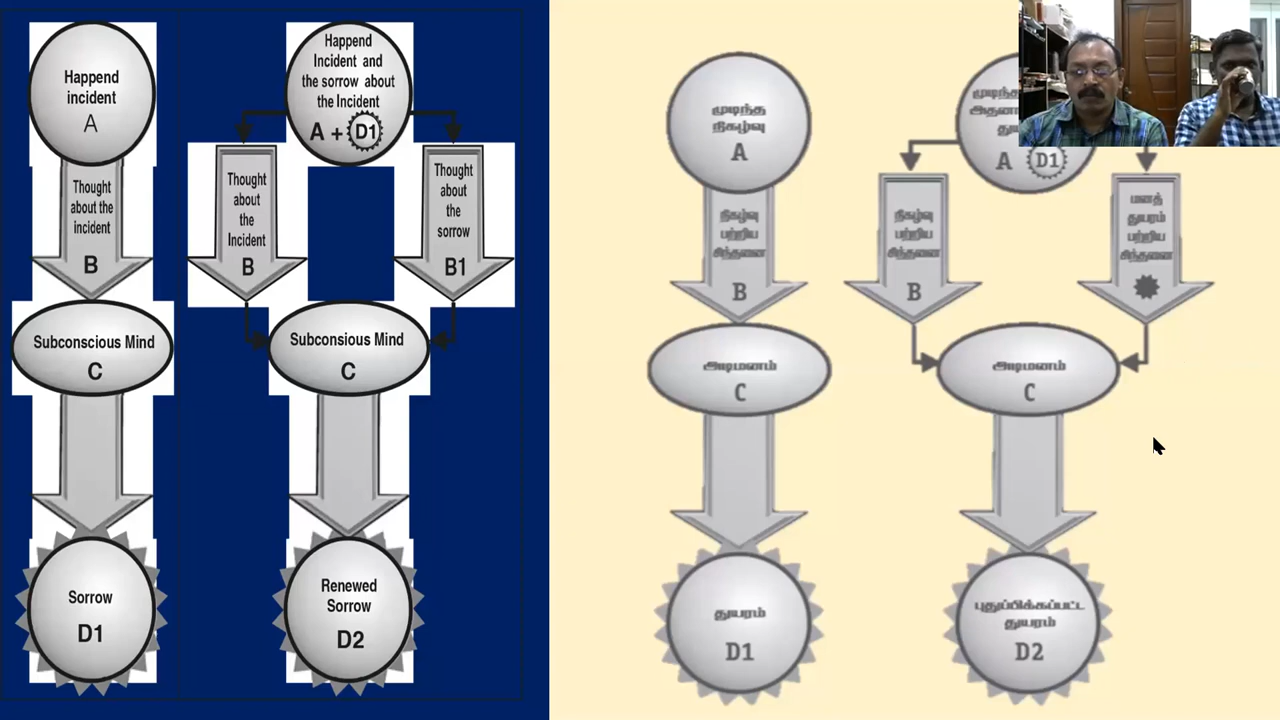 Happend
incident
A
Thought
about the
incident
B
Subconscious Mind
C
Sorrow
D1
Happend
Incident and
the sorrow about
the Incident
A + D1
Thought
about
the
Incident
B
Thought
about
the
sorrow
B1
Subconsious Mind
C
Renewed
Sorrow
D2
முடிந்த
நிகழ்வு
A
நிகழ்வு
பற்றிய
சிந்தனை
B
அடிமனம்
C
துயரம்
D1
A D1
நிகழ்வு
பற்றிய
சிந்தனை
B
மனத்
துயரம்
பற்றிய
சிந்தனை
அடிமனம்
C
புதுப்பிக்கப்பட்ட
துயரம்
D2